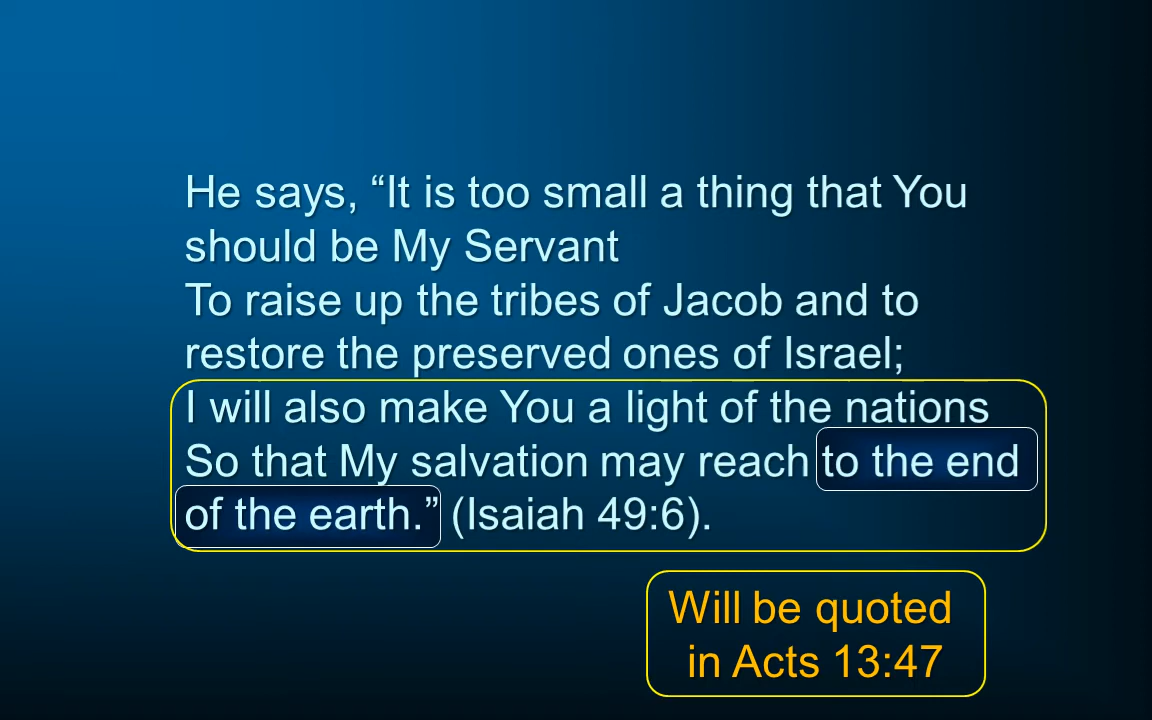 He says, “It is too small a thing that You
should be My Servant
To raise up the tribes of Jacob and to
restore the preserved ones of Israel;
I will also make You a light of the nations
So that My salvation may reach to the end
of the earth.” (Isaiah 49:6).
Will be quoted
in Acts 13:47